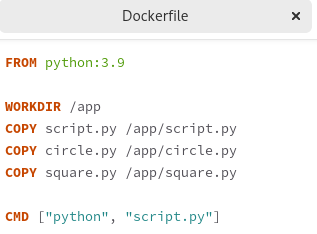 Dockerfile ×
FROM python:3.9
WORKDIR /app
COPY script.py /app/script.py
COPY circle.py /app/circle.py
COPY square.py /app/square.py
CMD ["python", "script.py"]